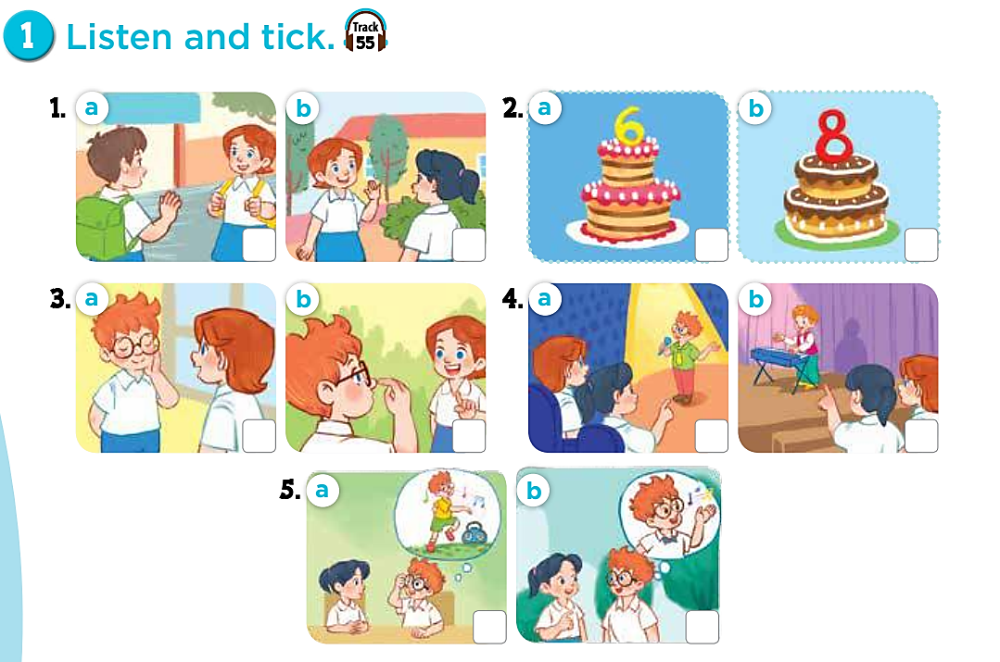 1 Listen and tick. Track 55
1. a b 2. a 6 b 8
3. a b 4. a b
5. a b